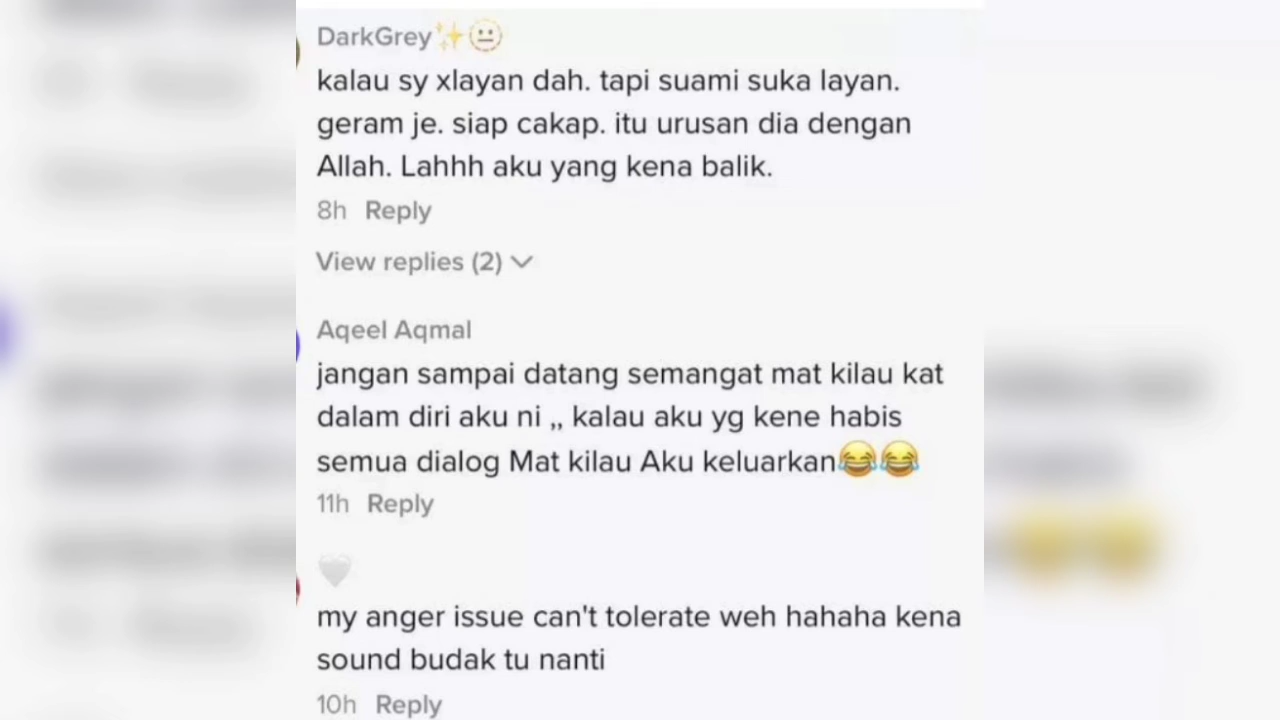 DarkGrey✨😐
kalau sy xlayan dah. tapi suami suka layan.
geram je. siap cakap. itu urusan dia dengan
Allah. Lahhh aku yang kena balik.
8h Reply
View replies (2)
Aqeel Aqmal
jangan sampai datang semangat mat kilau kat
dalam diri aku ni ,, kalau aku yg kene habis
semua dialog Mat kilau Aku keluarkan😂😂
11h Reply
🤍
my anger issue can't tolerate weh hahaha kena
sound budak tu nanti
10h Reply